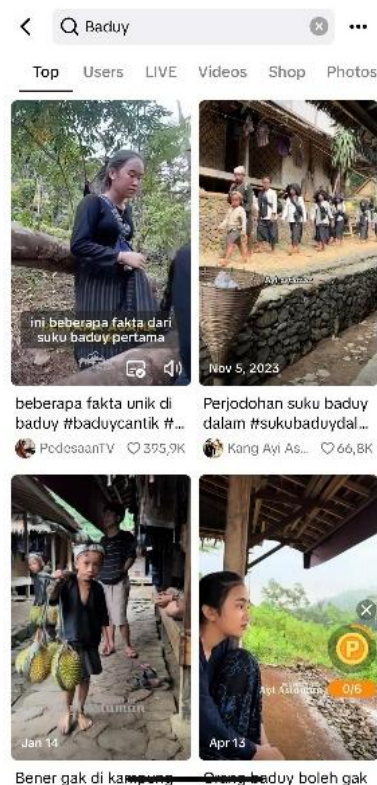 Baduy
Top Users LIVE Videos Shop Photos
ini beberapa fakta dari
suku baduy pertama
Nov 5, 2023
beberapa fakta unik di
baduy #baduycantik #...
PedesaanTV 395,9K
Perjodohan suku baduy
dalam #sukubaduydal...
Kang Ayi As... 66,8K
Jan 14
Ayi Astuman
Apr 13
P
0/6
Bener gak di kampung
Orang baduy boleh gak